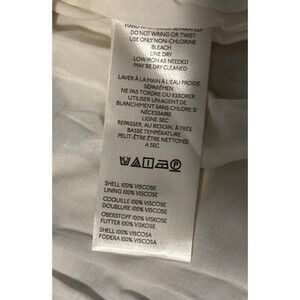 HAND WASH COLD SEPARATELY
DO NOT WRING OR TWIST
USE ONLY NON-CHLORINE
BLEACH
LINE DRY
LOW IRON AS NEEDED
MAY BE DRY CLEANED
LAVER À LA MAIN À L'EAU FROIDE
SÉPARÉMEN
NE PAS TORDRE OU ESSORER
UTILISER UN AGENT DE
BLANCHIMENT SANS CHLORE SI
NÉCESSAIRE
LIGNE SEC
REPASSER, AU BESOIN, À TRÈS
BASSE TEMPÉRATURE
PEUT-ÊTRE ÊTRE NETTOYÉ
A SEC
SHELL 100% VISCOSE
LINING 100% VISCOSE
COQUILLE 100% VISCOSE
DOUBLURE 100% VISCOSE
OBERSTOFF 100% VISKOSE
FUTTER 100% VISKOSE
SHELL 100% VISCOSA
FODERA 100% VISCOSA